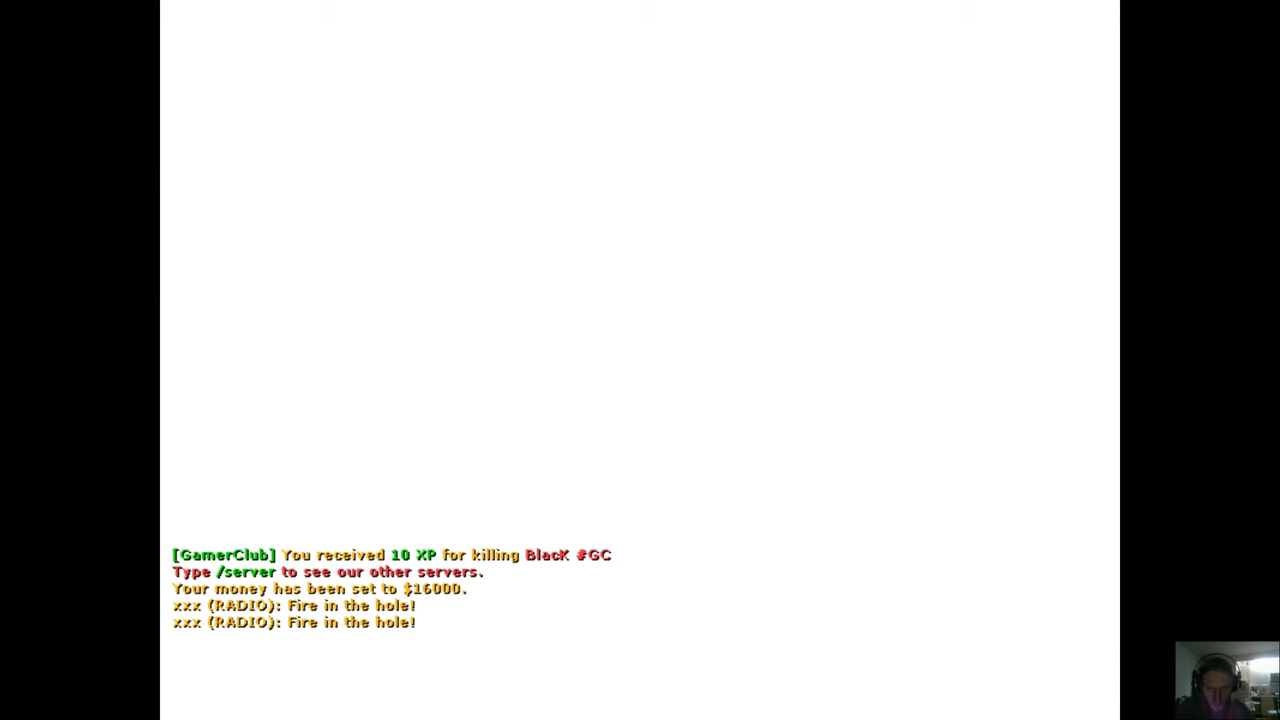 [GamerClub] You received 10 XP for killing BlacK #GC
Type /server to see our other servers.
Your money has been set to $16000.
xxx (RADIO): Fire in the hole!
xxx (RADIO): Fire in the hole!